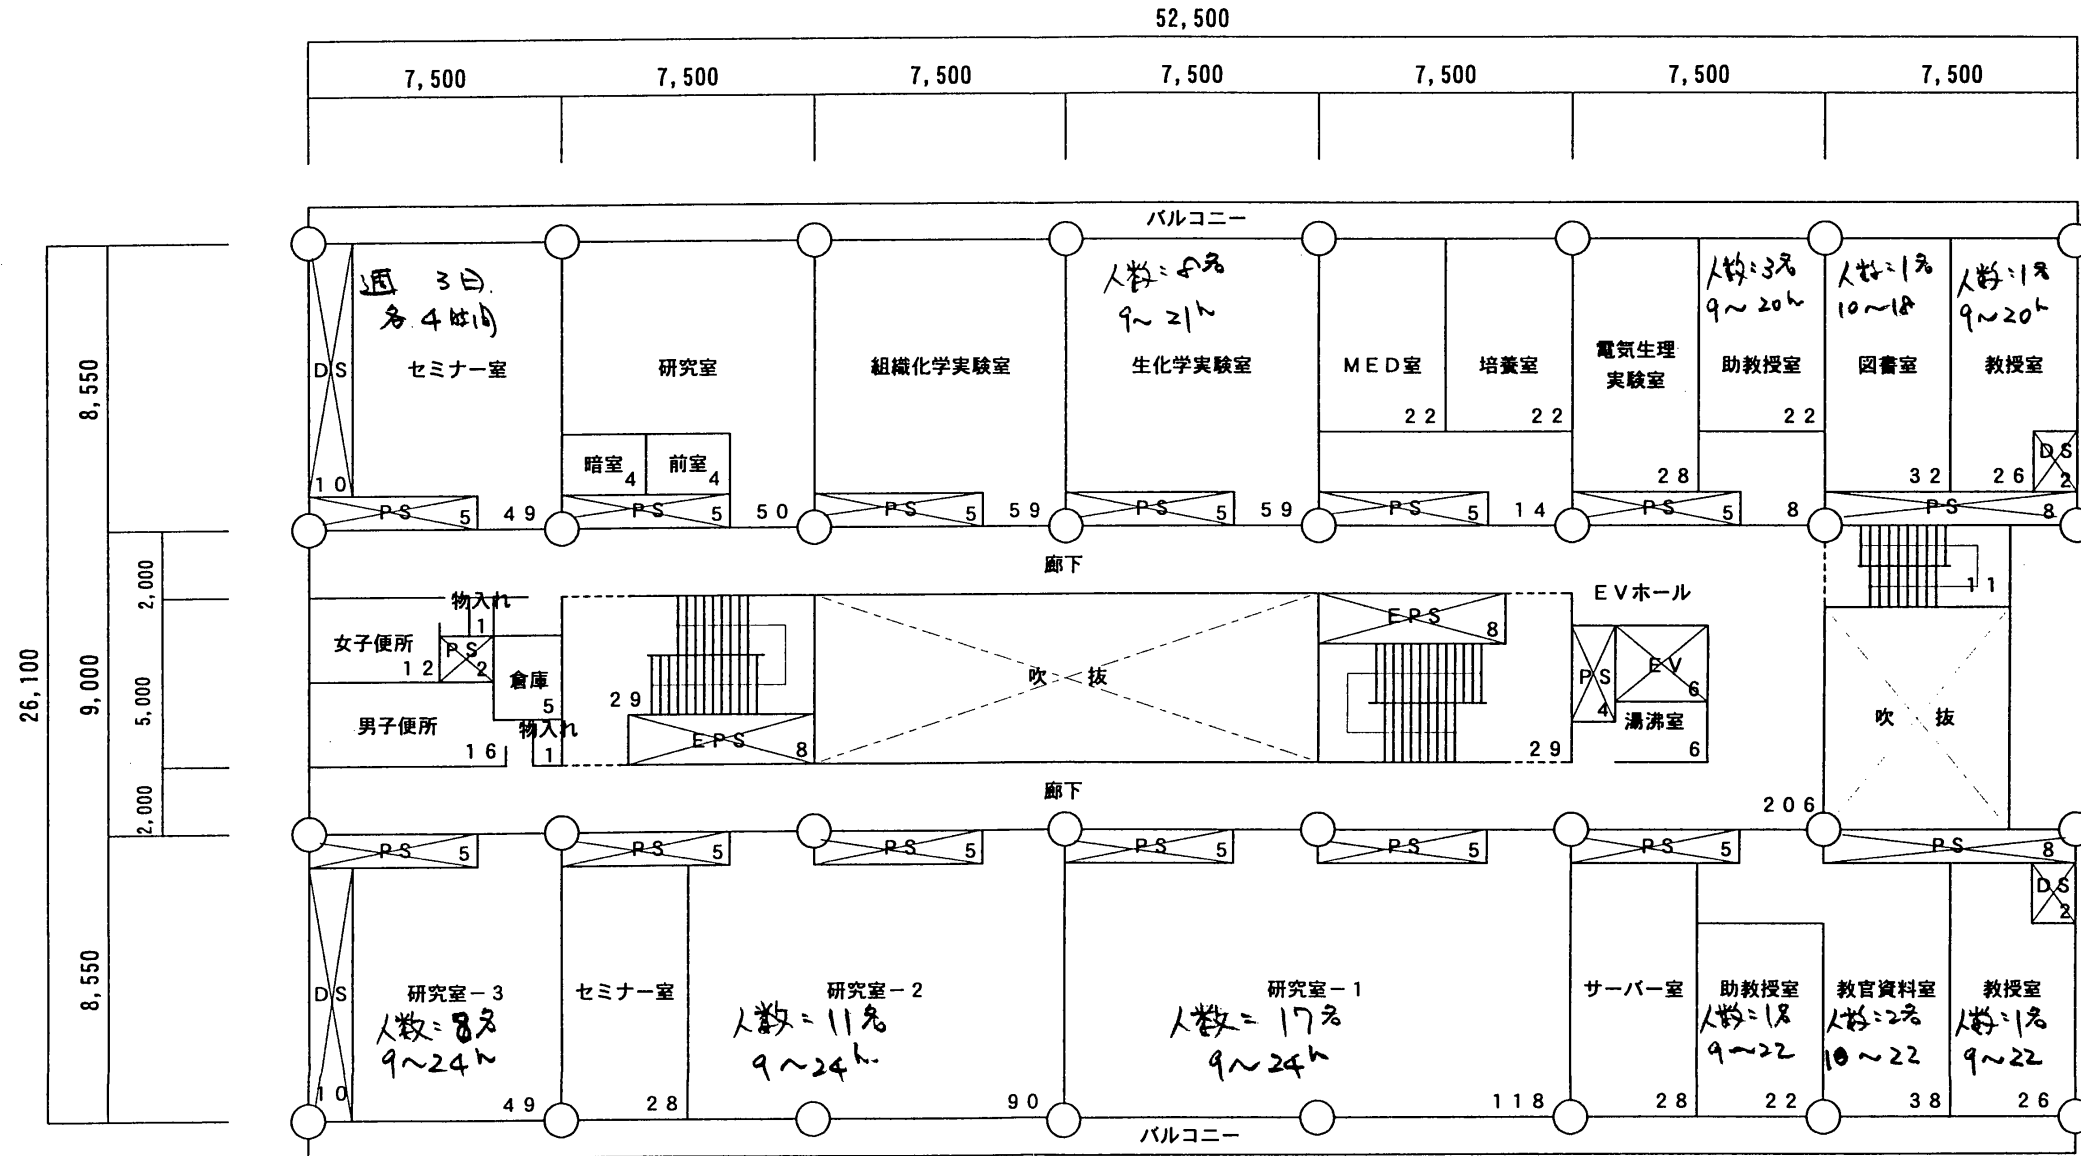 52,500
7,500 7,500 7,500 7,500 7,500 7,500 7,500
バルコニー
週 3日.
各.4時間
人数:8名
9～21h
人数:3名
9～20h
人数:1名
10～18
人数:1名
9～20h
DS
セミナー室
研究室
組織化学実験室
生化学実験室
MED室
培養室
電気生理
実験室
助教授室
図書室
教授室
8,550
22 22 22
暗室 4 前室 4
DS 2
10
28 32 26
PS 5 49 PS 5 50 PS 5 59 PS 5 59 PS 5 14 PS 5 8 PS 8
廊下
2,000
物入れ
1
EVホール
11
女子便所
12
PS 2
EPS 8
26,100
9,000
5,000
倉庫
5
29
吹 抜
PS 4
EV 6
男子便所
16
物入れ
1
EPS 8
29
湯沸室
6
吹 抜
廊下
2,000
206
PS 5 PS 5 PS 5 PS 5 PS 5 PS 5 PS 8
DS 2
8,550
DS
研究室－3
セミナー室
研究室－2
研究室－1
サーバー室
助教授室
教官資料室
教授室
人数=8名
9～24h
人数=11名
9～24h.
人数=17名
9～24h
人数:1名
9～22
人数:2名
10～22
人数:1名
9～22
10
49 28 90 118 28 22 38 26
バルコニー